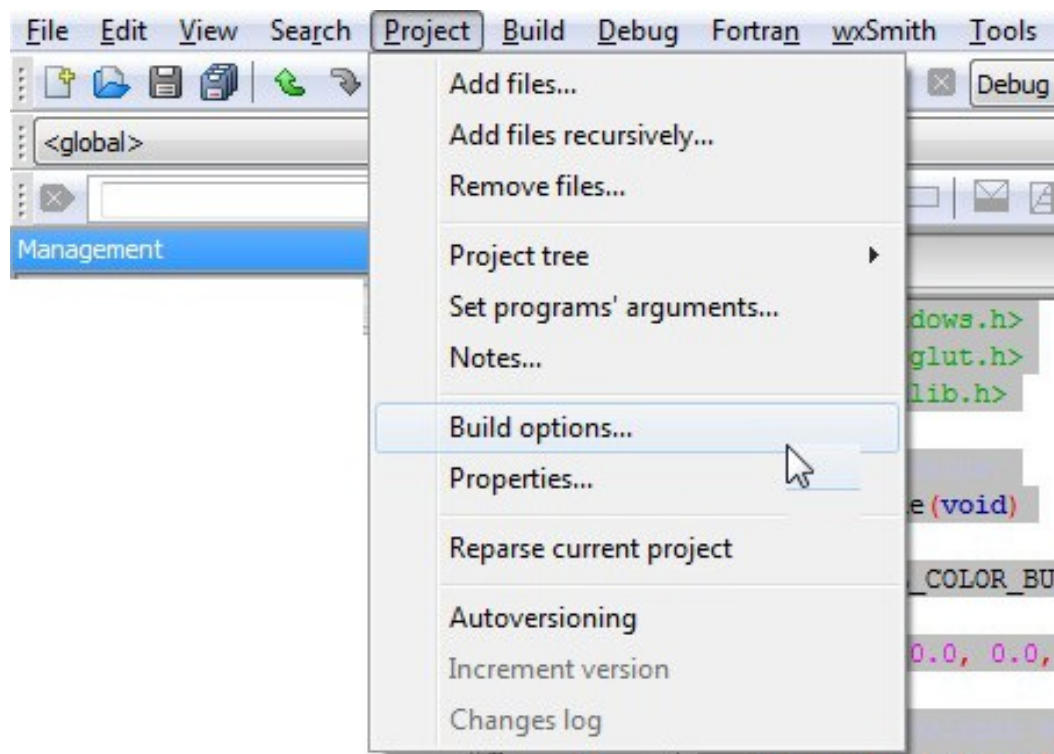 File Edit View Search Project Build Debug Fortran wxSmith Tools
Add files...
Debug
<global>
Add files recursively...
Remove files...
Management
Project tree
Set programs' arguments...
dows.h>
Notes...
glut.h>
lib.h>
Build options...
Properties...
e(void)
Reparse current project
_COLOR_BU
Autoversioning
0.0, 0.0,
Increment version
Changes log